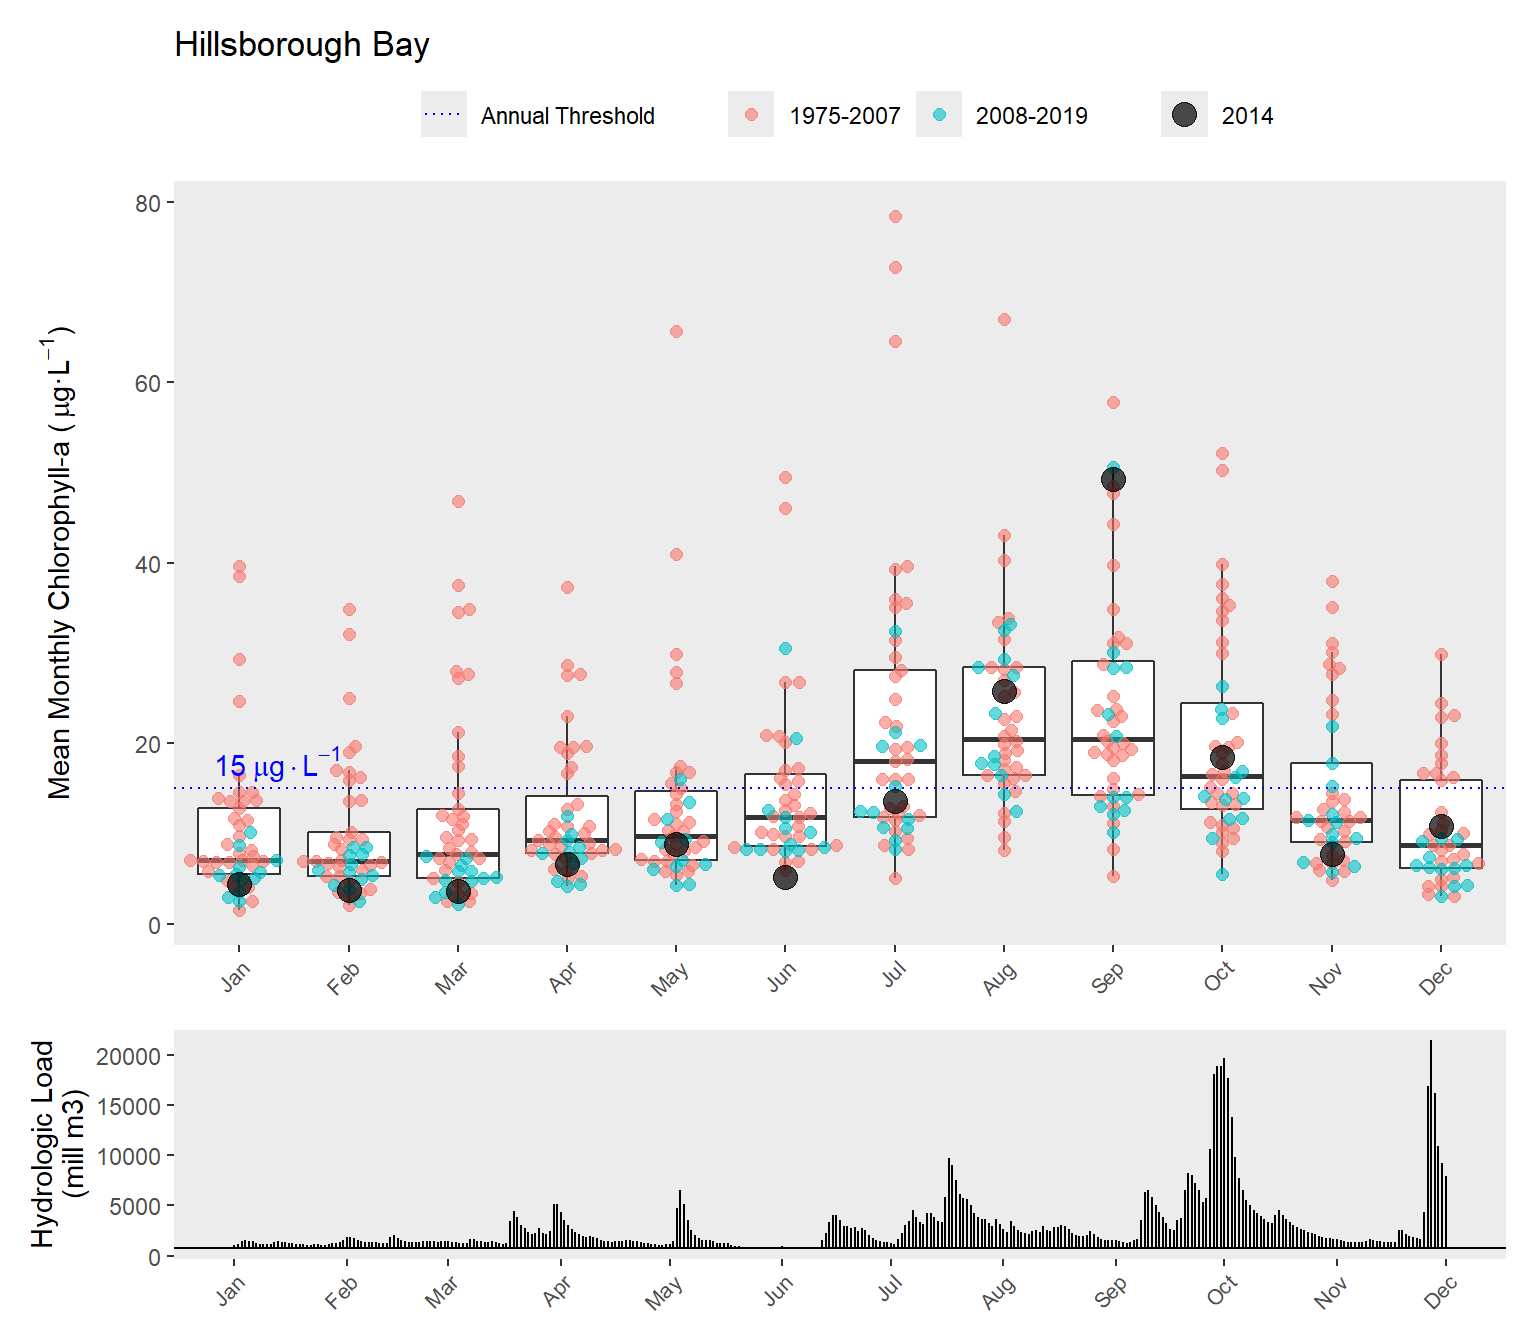 Hillsborough Bay
Annual Threshold
1975-2007
2008-2019
2014
Mean Monthly Chlorophyll-a ( μg·L⁻¹)
80
60
40
20
0
15 μg·L⁻¹
Jan
Feb
Mar
Apr
May
Jun
Jul
Aug
Sep
Oct
Nov
Dec
Hydrologic Load
(mill m3)
20000
15000
10000
5000
0
Jan
Feb
Mar
Apr
May
Jun
Jul
Aug
Sep
Oct
Nov
Dec